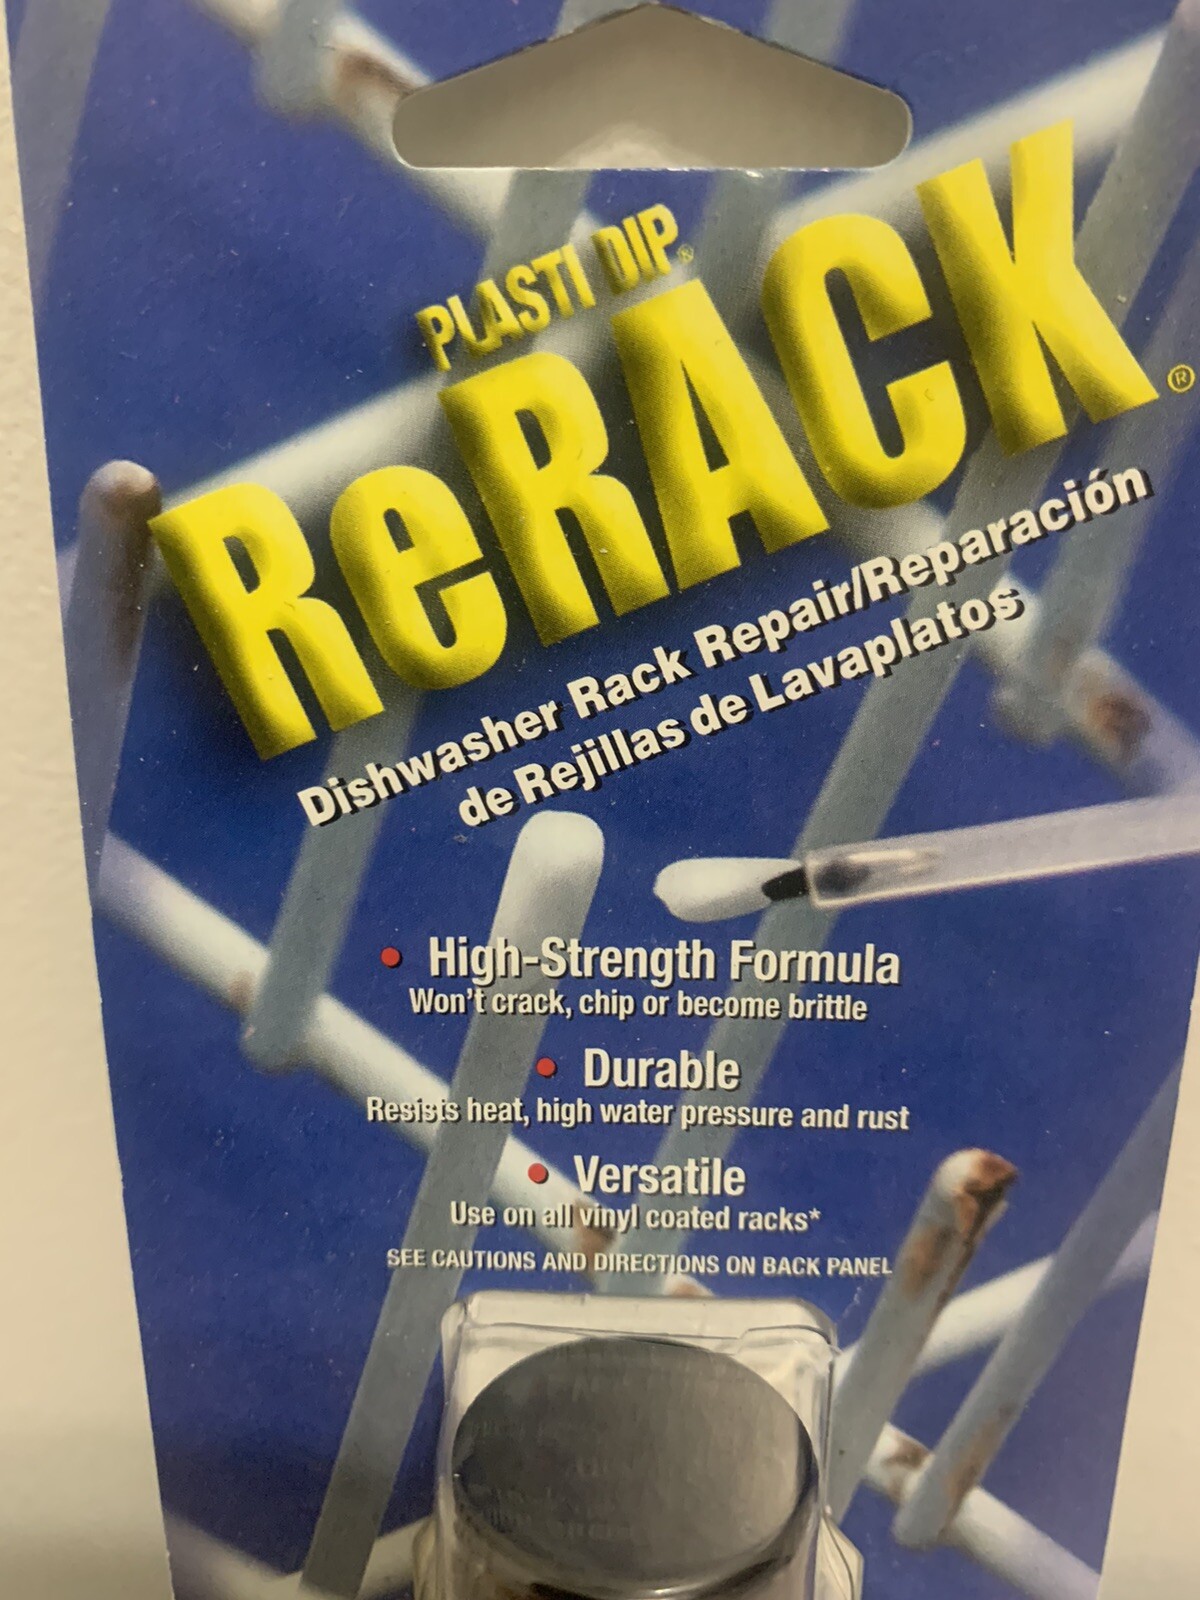 PLASTI DIP®
ReRACK®
Dishwasher Rack Repair/Reparación
de Rejillas de Lavaplatos
• High-Strength Formula
Won't crack, chip or become brittle
• Durable
Resists heat, high water pressure and rust
• Versatile
Use on all vinyl coated racks*
SEE CAUTIONS AND DIRECTIONS ON BACK PANEL